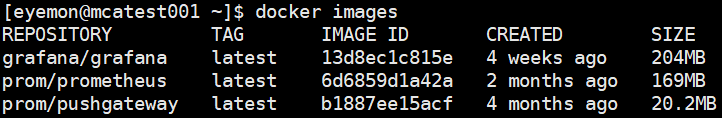 [eyemon@mcatest001 ~]$ docker images
REPOSITORY TAG IMAGE ID CREATED SIZE
grafana/grafana latest 13d8ec1c815e 4 weeks ago 204MB
prom/prometheus latest 6d6859d1a42a 2 months ago 169MB
prom/pushgateway latest b1887ee15acf 4 months ago 20.2MB